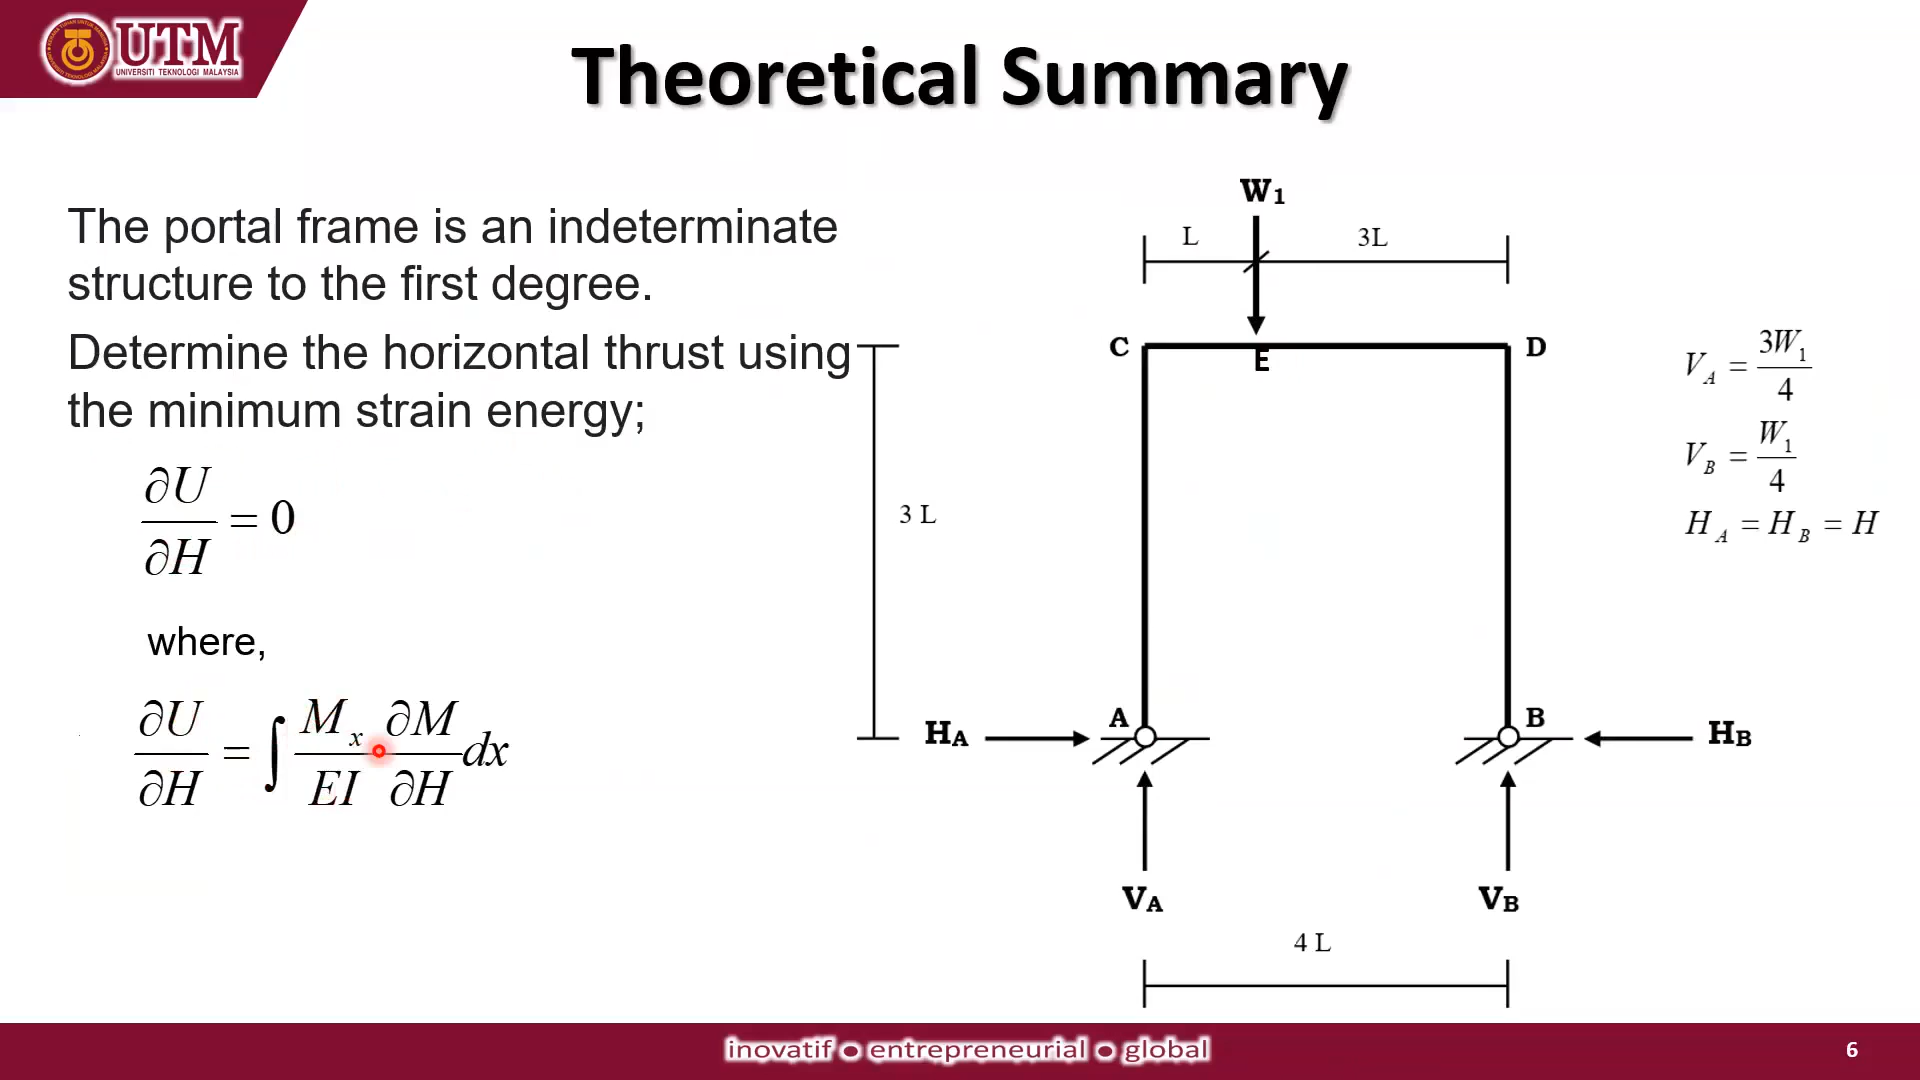 UTM
UNIVERSITI TEKNOLOGI MALAYSIA
Theoretical Summary
The portal frame is an indeterminate
structure to the first degree.
Determine the horizontal thrust using
the minimum strain energy;
∂U/∂H = 0
where,
∂U/∂H = ∫ Mₓ/EI ∂M/∂H dx
W₁
L
3L
C
E
D
3 L
A
B
H_A
H_B
V_A
V_B
4 L
V_A = 3W₁/4
V_B = W₁/4
H_A = H_B = H
inovatif ● entrepreneurial ● global
6